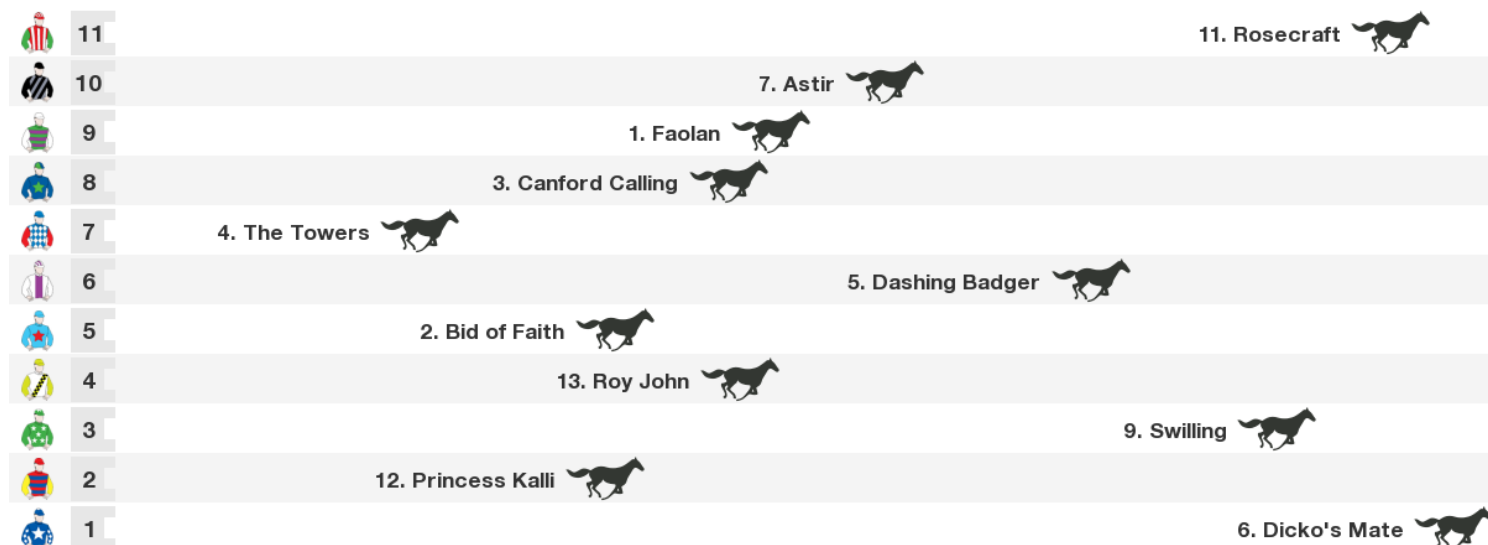 11 11. Rosecraft
10 7. Astir
9 1. Faolan
8 3. Canford Calling
7 4. The Towers
6 5. Dashing Badger
5 2. Bid of Faith
4 13. Roy John
3 9. Swilling
2 12. Princess Kalli
1 6. Dicko's Mate